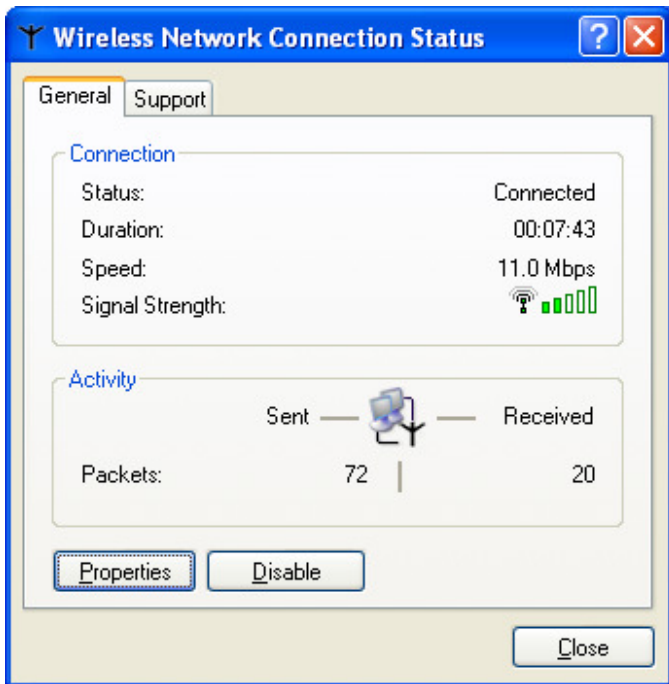 Wireless Network Connection Status
General Support
Connection
Status: Connected
Duration: 00:07:43
Speed: 11.0 Mbps
Signal Strength:
Activity
Sent Received
Packets: 72 20
Properties Disable
Close